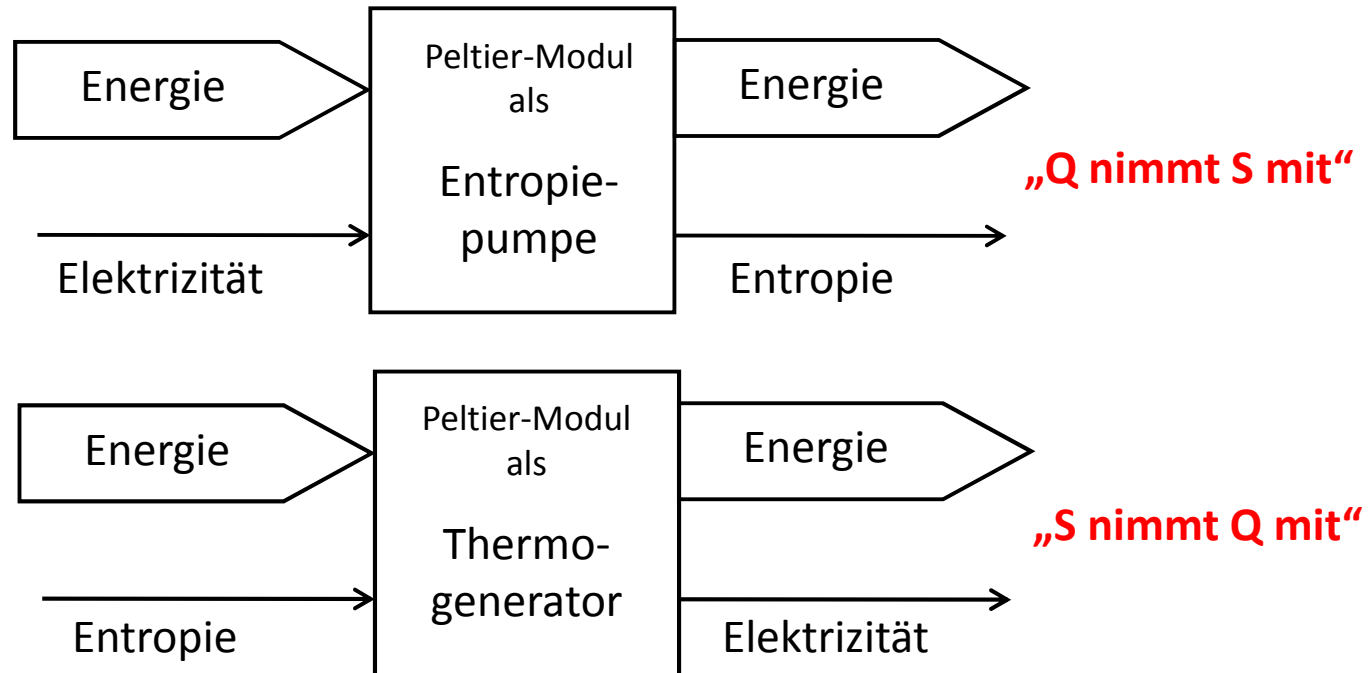 Energie
Peltier-Modul
als
Entropie-
pumpe
Energie
Elektrizität
Entropie
„Q nimmt S mit“
Energie
Peltier-Modul
als
Thermo-
generator
Energie
Entropie
Elektrizität
„S nimmt Q mit“